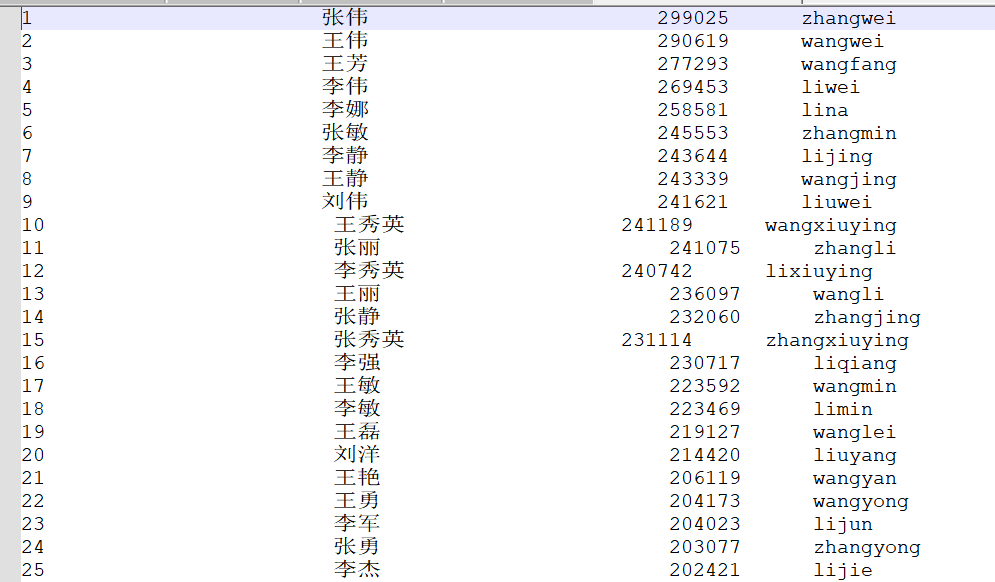 1 张伟 299025 zhangwei
2 王伟 290619 wangwei
3 王芳 277293 wangfang
4 李伟 269453 liwei
5 李娜 258581 lina
6 张敏 245553 zhangmin
7 李静 243644 lijing
8 王静 243339 wangjing
9 刘伟 241621 liuwei
10 王秀英 241189 wangxiuying
11 张丽 241075 zhangli
12 李秀英 240742 lixiuying
13 王丽 236097 wangli
14 张静 232060 zhangjing
15 张秀英 231114 zhangxiuying
16 李强 230717 liqiang
17 王敏 223592 wangmin
18 李敏 223469 limin
19 王磊 219127 wanglei
20 刘洋 214420 liuyang
21 王艳 206119 wangyan
22 王勇 204173 wangyong
23 李军 204023 lijun
24 张勇 203077 zhangyong
25 李杰 202421 lijie